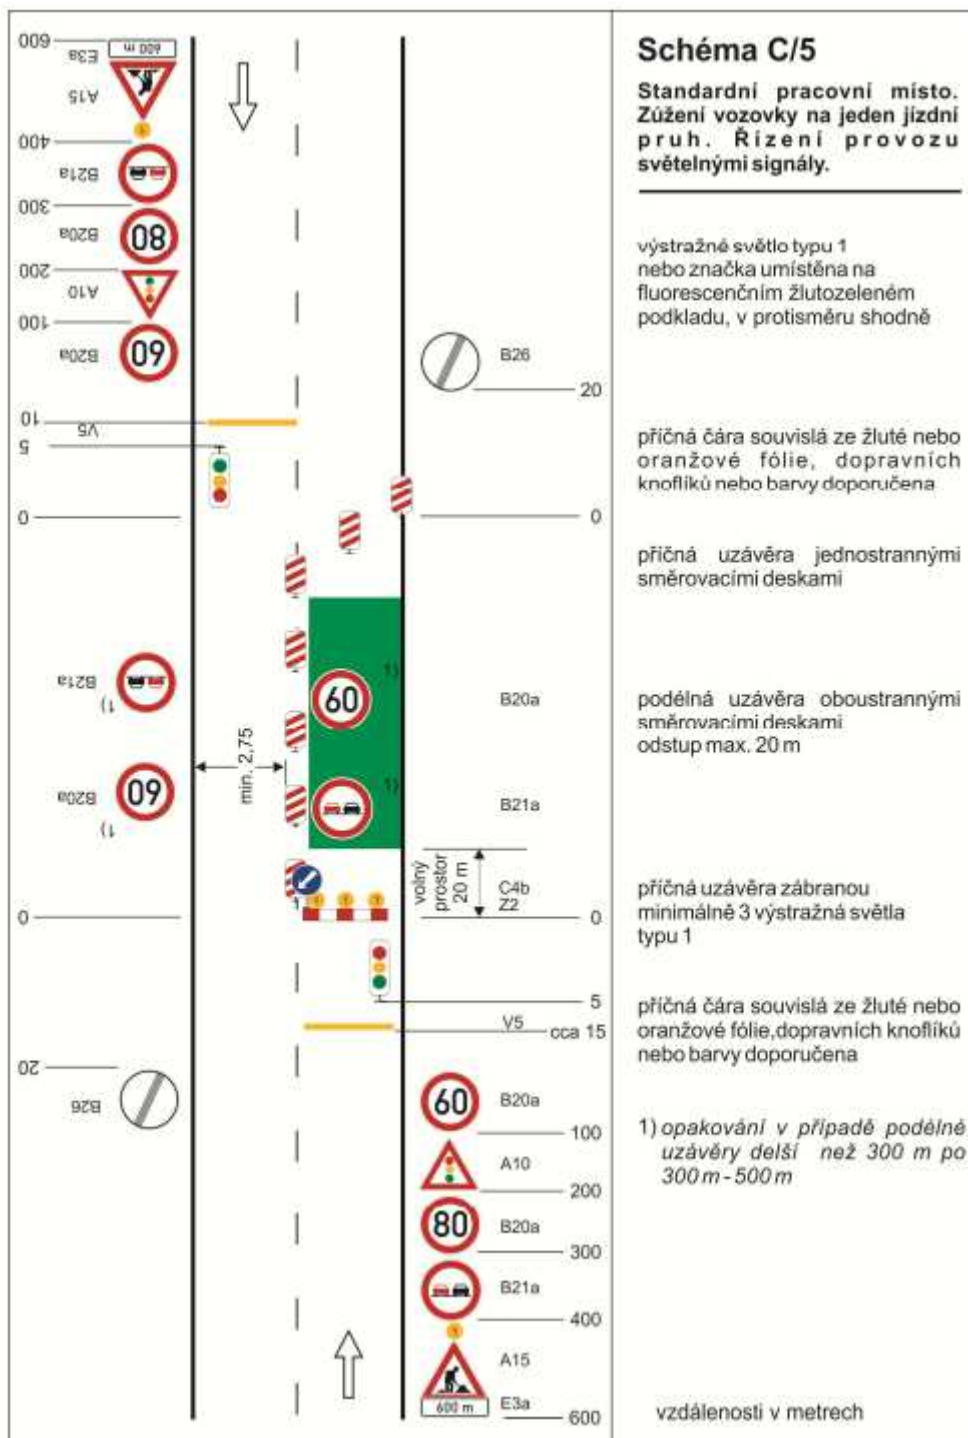 Schéma C/5
Standardní pracovní místo.
Zúžení vozovky na jeden jízdní
pruh. Řízení provozu
světelnými signály.
výstražné světlo typu 1
nebo značka umístěna na
fluorescenčním žlutozeleném
podkladu, v protisměru shodně
příčná čára souvislá ze žluté nebo
oranžové fólie, dopravních
knoflíků nebo barvy doporučena
příčná uzávěra jednostrannými
směrovacími deskami
podélná uzávěra oboustrannými
směrovacími deskami
odstup max. 20 m
příčná uzávěra zábranou
minimálně 3 výstražná světla
typu 1
příčná čára souvislá ze žluté nebo
oranžové fólie,dopravních knoflíků
nebo barvy doporučena
1) opakování v případě podélné
uzávěry delší než 300 m po
300 m - 500 m
vzdálenosti v metrech
600
E3a
600 m
A15
1
400
B21a
300
B20a
80
200
A10
100
B20a
60
10
V5
5
0
B21a
1)
B20a
60
1)
0
20
B26
min. 2,75
B26
20
0
1)
60
B20a
1)
B21a
volný
prostor
20 m
C4b
Z2
1 1 1
0
5
V5
cca 15
60
B20a
100
A10
200
80
B20a
300
B21a
400
1
A15
E3a
600 m
600